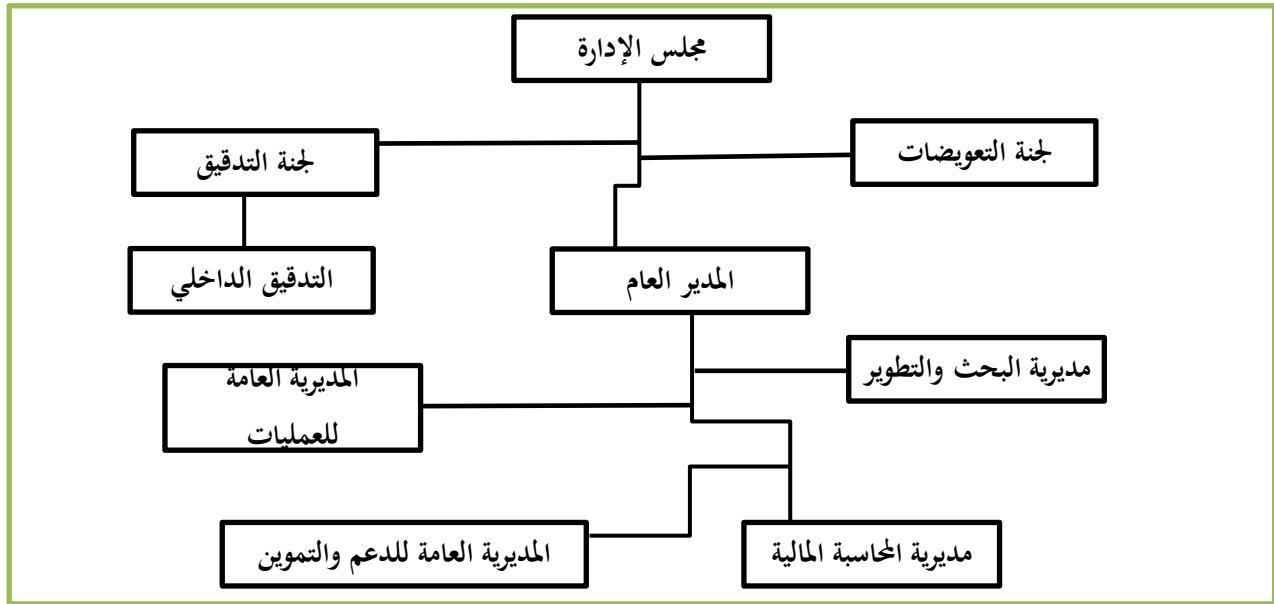 مجلس الإدارة
لجنة التعويضات
لجنة التدقيق
التدقيق الداخلي
المدير العام
مديرية البحث والتطوير
المديرية العامة
للعمليات
مديرية المحاسبة المالية
المديرية العامة للدعم والتموين